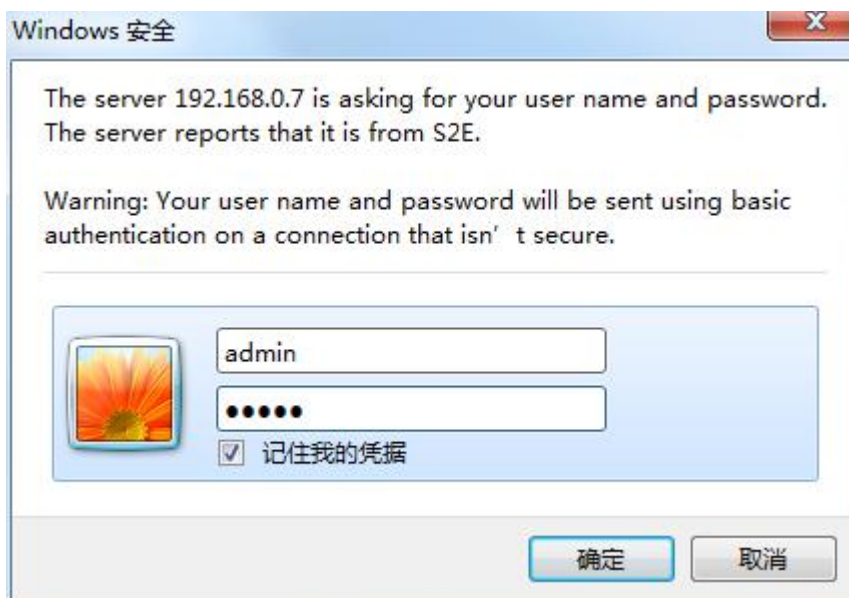 Windows 安全
The server 192.168.0.7 is asking for your user name and password.
The server reports that it is from S2E.
Warning: Your user name and password will be sent using basic
authentication on a connection that isn’ t secure.
admin
●●●●●
记住我的凭据
确定
取消